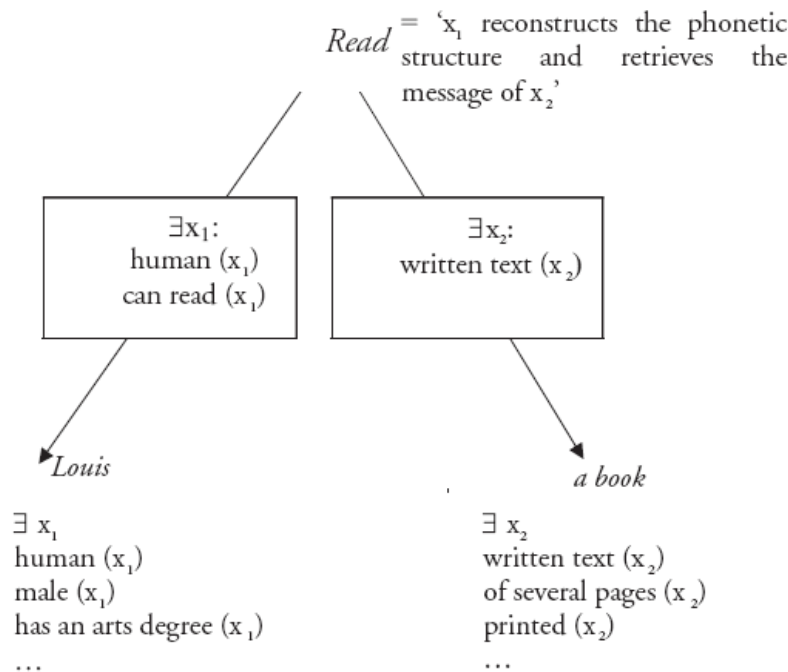 Read = ‘x₁ reconstructs the phonetic
structure and retrieves the
message of x₂’
∃x₁:
human (x₁)
can read (x₁)
∃x₂:
written text (x₂)
Louis
∃ x₁
human (x₁)
male (x₁)
has an arts degree (x₁)
...
a book
∃ x₂
written text (x₂)
of several pages (x₂)
printed (x₂)
...